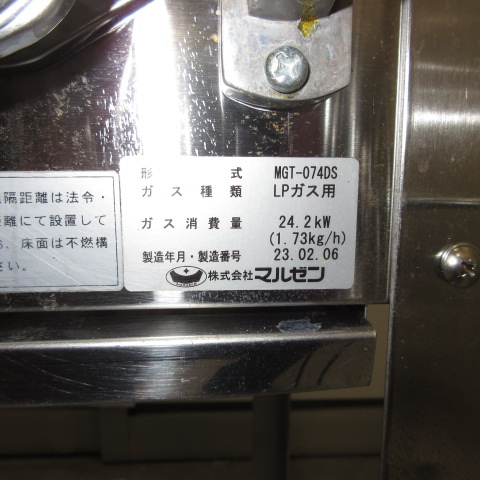 隔距離は法令・
距離にて設置して
、床面は不燃構
さい。
形式 MGT-074DS
ガス種類 LPガス用
ガス消費量 24.2kW
(1.73kg/h)
製造年月・製造番号 23.02.06
株式会社マルゼン